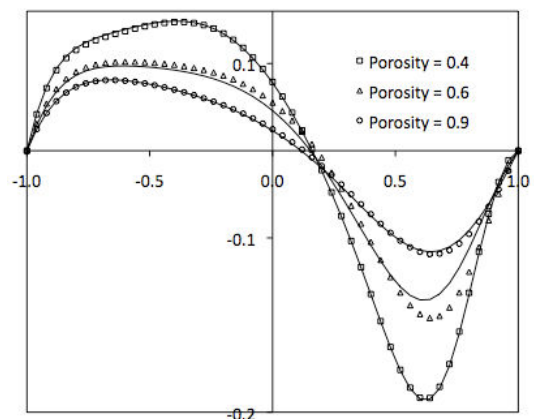 0.1
□ Porosity = 0.4
△ Porosity = 0.6
○ Porosity = 0.9
-1.0 -0.5 0.0 0.5 1.0
-0.1
-0.2